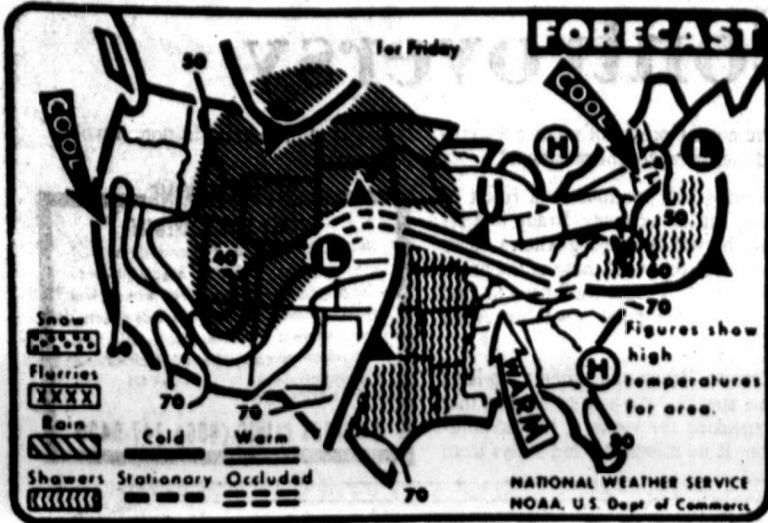 FORECAST
for Friday
50
COOL
COOL
H
L
50
40
L
60
70
Figures show
high
temperatures
for area.
H
WARM
Snow
60
Flurries
XXXX
70
70
Rain
Cold
Warm
Showers
Stationary
Occluded
70
90
NATIONAL WEATHER SERVICE
NOAA, U.S. Dept. of Commerce